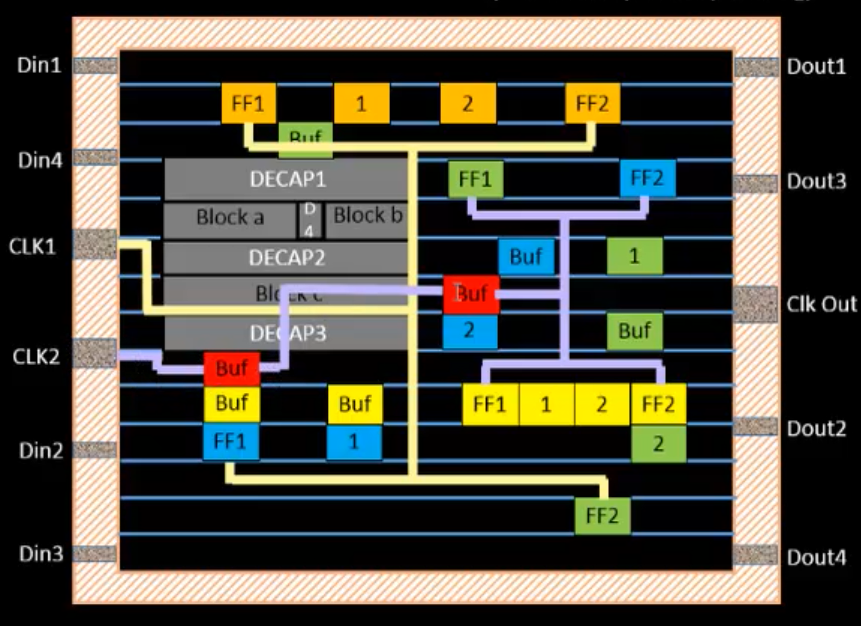 Din1
Dout1
FF1 1 2 FF2
Buf
Din4
DECAP1
FF1
FF2
Dout3
Block a
D
4
Block b
CLK1
DECAP2
Buf
1
Block c
Buf
Clk Out
DECAP3
2
Buf
CLK2
Buf
Buf
Buf
FF1 1 2 FF2
Dout2
Din2
FF1
1
2
FF2
Din3
Dout4